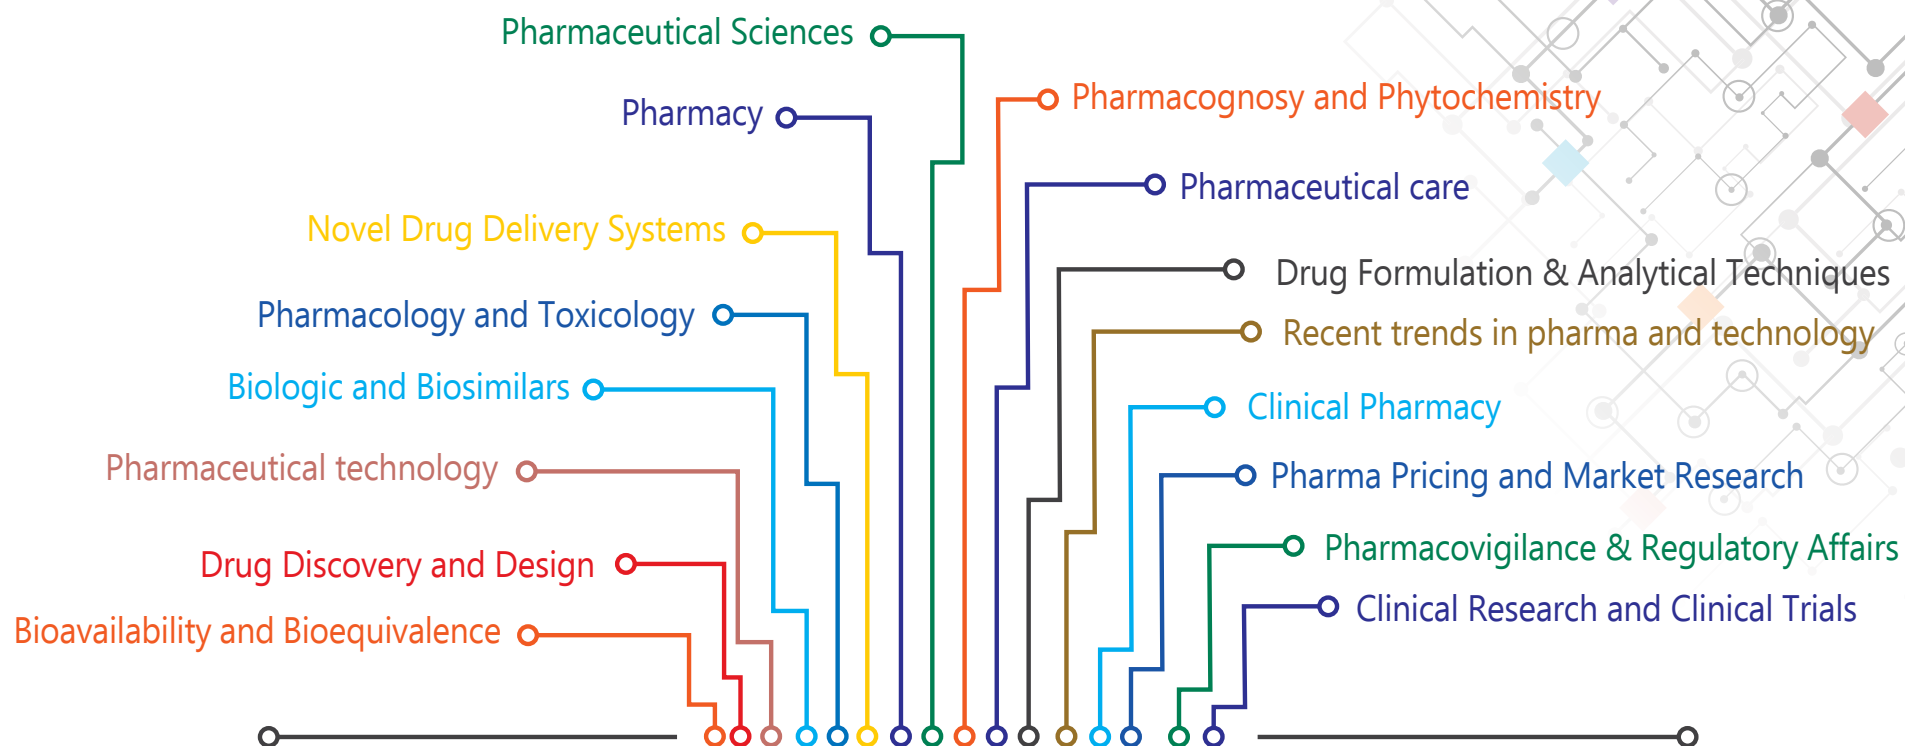 Pharmaceutical Sciences
Pharmacy
Novel Drug Delivery Systems
Pharmacology and Toxicology
Biologic and Biosimilars
Pharmaceutical technology
Drug Discovery and Design
Bioavailability and Bioequivalence
Pharmacognosy and Phytochemistry
Pharmaceutical care
Drug Formulation & Analytical Techniques
Recent trends in pharma and technology
Clinical Pharmacy
Pharma Pricing and Market Research
Pharmacovigilance & Regulatory Affairs
Clinical Research and Clinical Trials